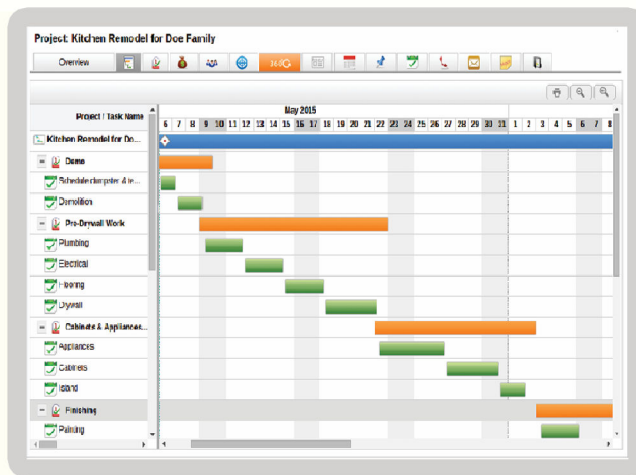 Project: Kitchen Remodel for Doe Family
Overview
360
May 2015
Project / Task Name
6 7 8 9 10 11 12 13 14 15 16 17 18 19 20 21 22 23 24 25 26 27 28 29 30 31 1 2 3 4 5 6 7 8
Kitchen Remodel for Do...
Demo
Schedule dumpster & te...
Demolition
Pre-Drywall Work
Plumbing
Electrical
Flooring
Drywall
Cabinets & Appliances...
Appliances
Cabinets
Island
Finishing
Painting